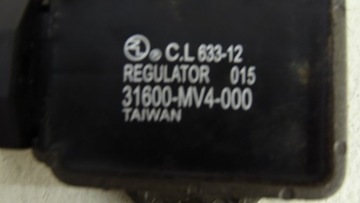 ® C.L 633-12
REGULATOR 015
31600-MV4-000
TAIWAN